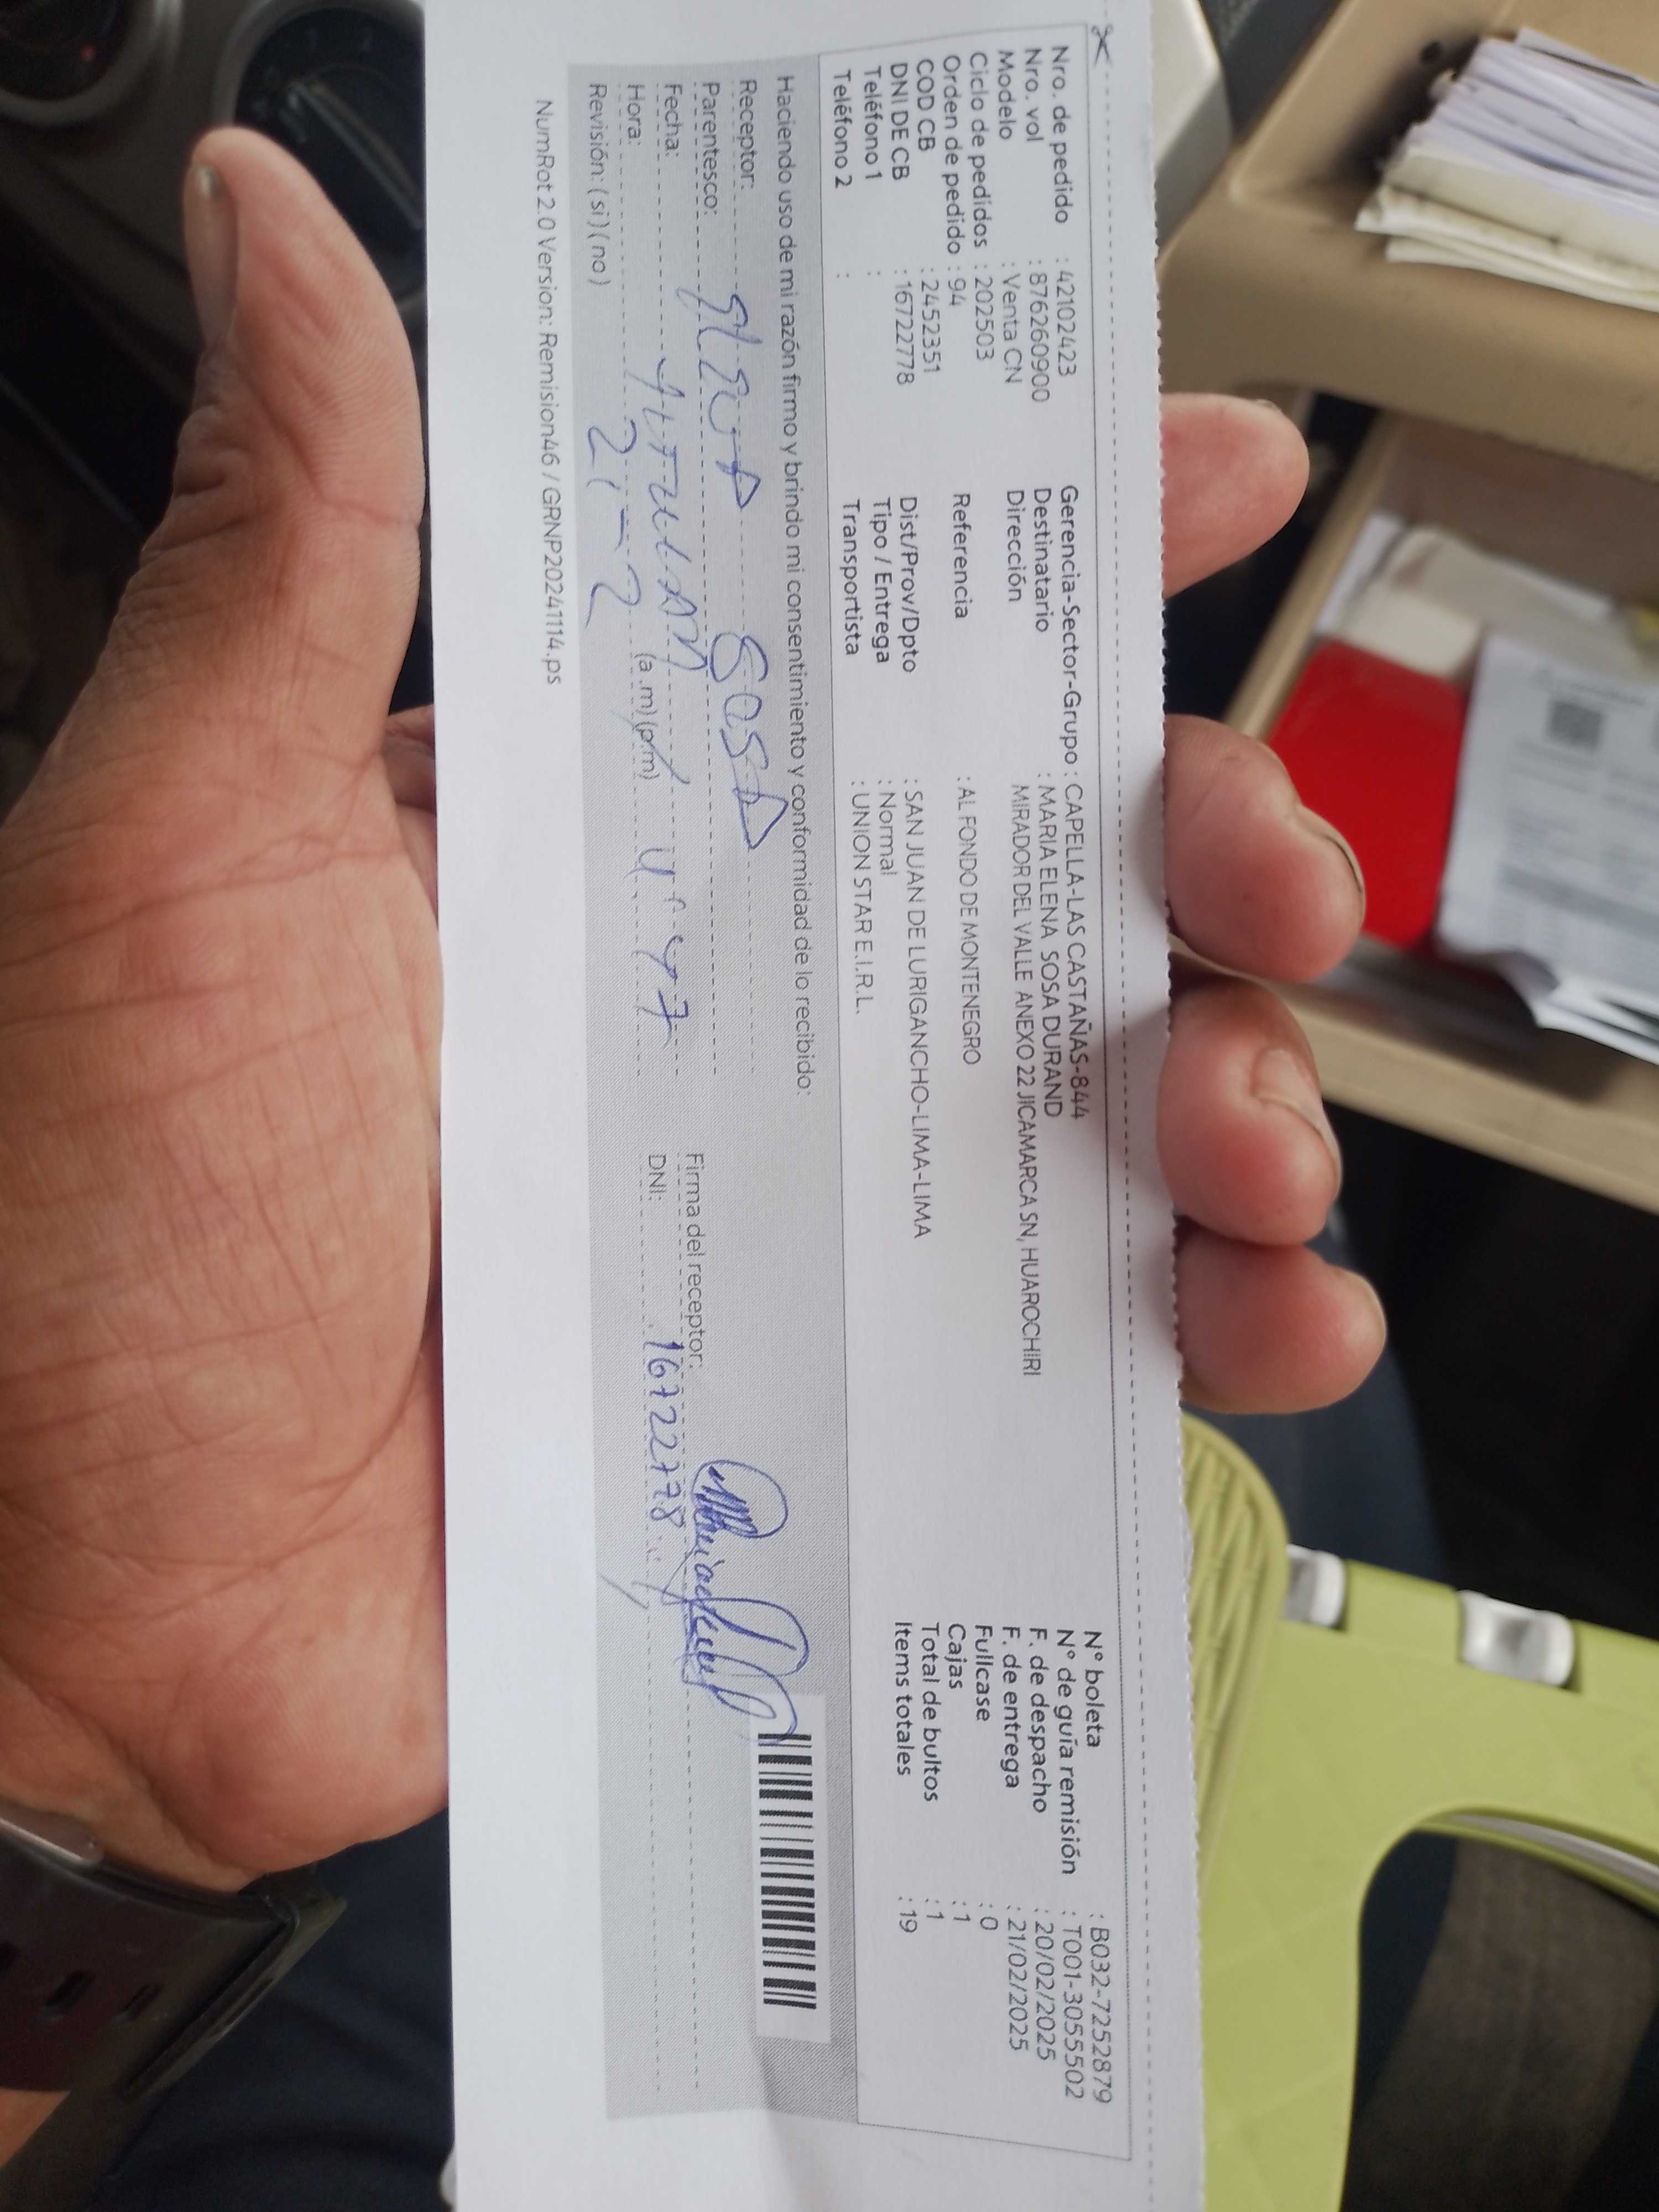 Nro. de pedido : 42102423
Nro. vol : 876260900
Modelo : Venta CN
Ciclo de pedidos : 202503
Orden de pedido : 94
COD CB : 2452351
DNI DE CB : 16722778
Teléfono 1 :
Teléfono 2 :
Gerencia-Sector-Grupo : CAPELLA-LAS CASTAÑAS-844
Destinatario : MARIA ELENA SOSA DURAND
Dirección MIRADOR DEL VALLE ANEXO 22 JICAMARCA SN, HUAROCHIRI
Referencia : AL FONDO DE MONTENEGRO
Dist/Prov/Dpto : SAN JUAN DE LURIGANCHO-LIMA-LIMA
Tipo / Entrega : Normal
Transportista : UNION STAR E.I.R.L.
N° boleta : B032-7252879
N° de guía remisión : T001-3055502
F. de despacho : 20/02/2025
F. de entrega : 21/02/2025
Fullcase : 0
Cajas : 1
Total de bultos : 1
Items totales : 19
Haciendo uso de mi razón firmo y brindo mi consentimiento y conformidad de lo recibido:
Receptor: SOSA
Parentesco:
Fecha:
Hora: 21-2 (a.m) (p.m)
Revisión: ( si ) ( no )
Firma del receptor:
DNI: 16722778
NumRot 2.0 Version: Remision46 / GRNP20241114.ps